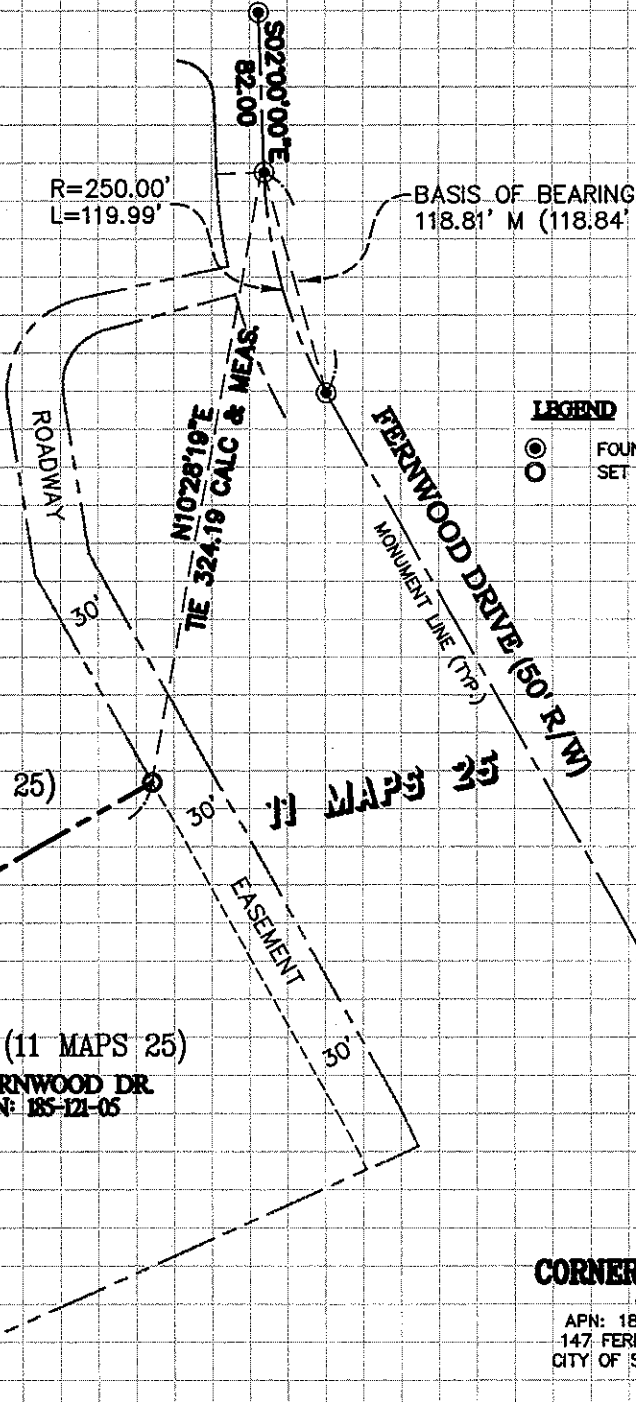 S02°00'00"E
82.00
R=250.00'
L=119.99'
BASIS OF BEARING
118.81' M (118.84'
N10°28'19"E
TIE 324.19 CALC & MEAS.
ROADWAY
LEGEND
FOUN
SET
FERNWOOD DRIVE (50' R/W)
MONUMENT LINE (TYP.)
30'
25)
30'
11 MAPS 25
EASEMENT
30'
(11 MAPS 25)
RNWOOD DR.
N: 185-121-05
CORNER
APN: 18
147 FER
CITY OF S